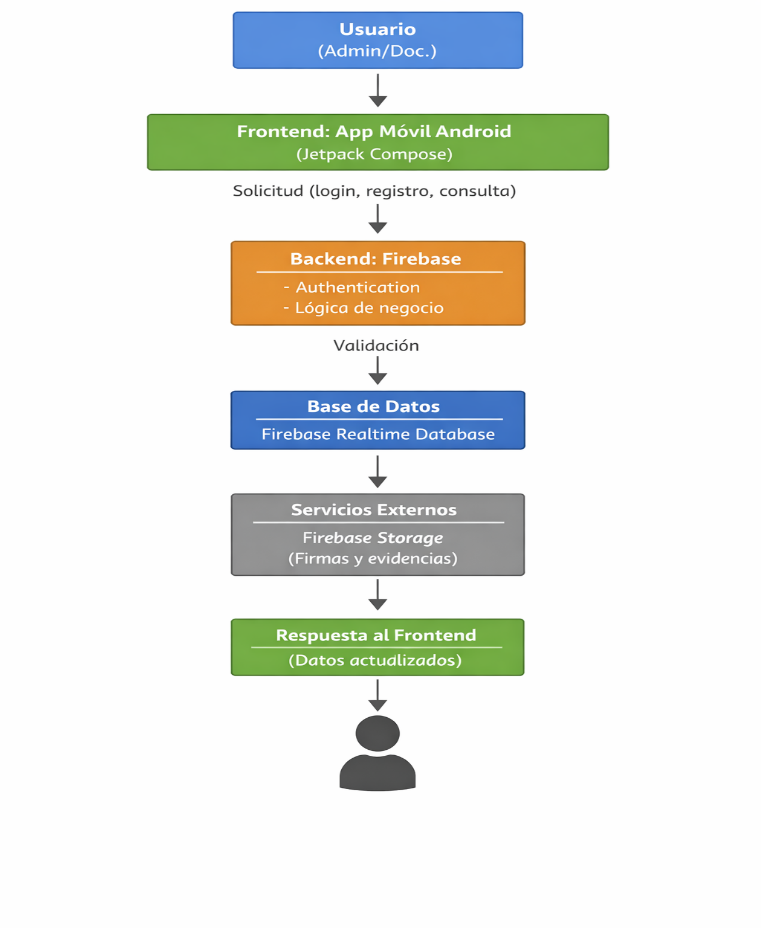 Usuario
(Admin/Doc.)
Frontend: App Móvil Android
(Jetpack Compose)
Solicitud (login, registro, consulta)
Backend: Firebase
- Authentication
- Lógica de negocio
Validación
Base de Datos
Firebase Realtime Database
Servicios Externos
Firebase Storage
(Firmas y evidencias)
Respuesta al Frontend
(Datos actualizados)